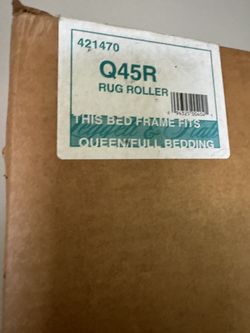 421470
Q45R
RUG ROLLER
THIS BED FRAME FITS
QUEEN/FULL BEDDING